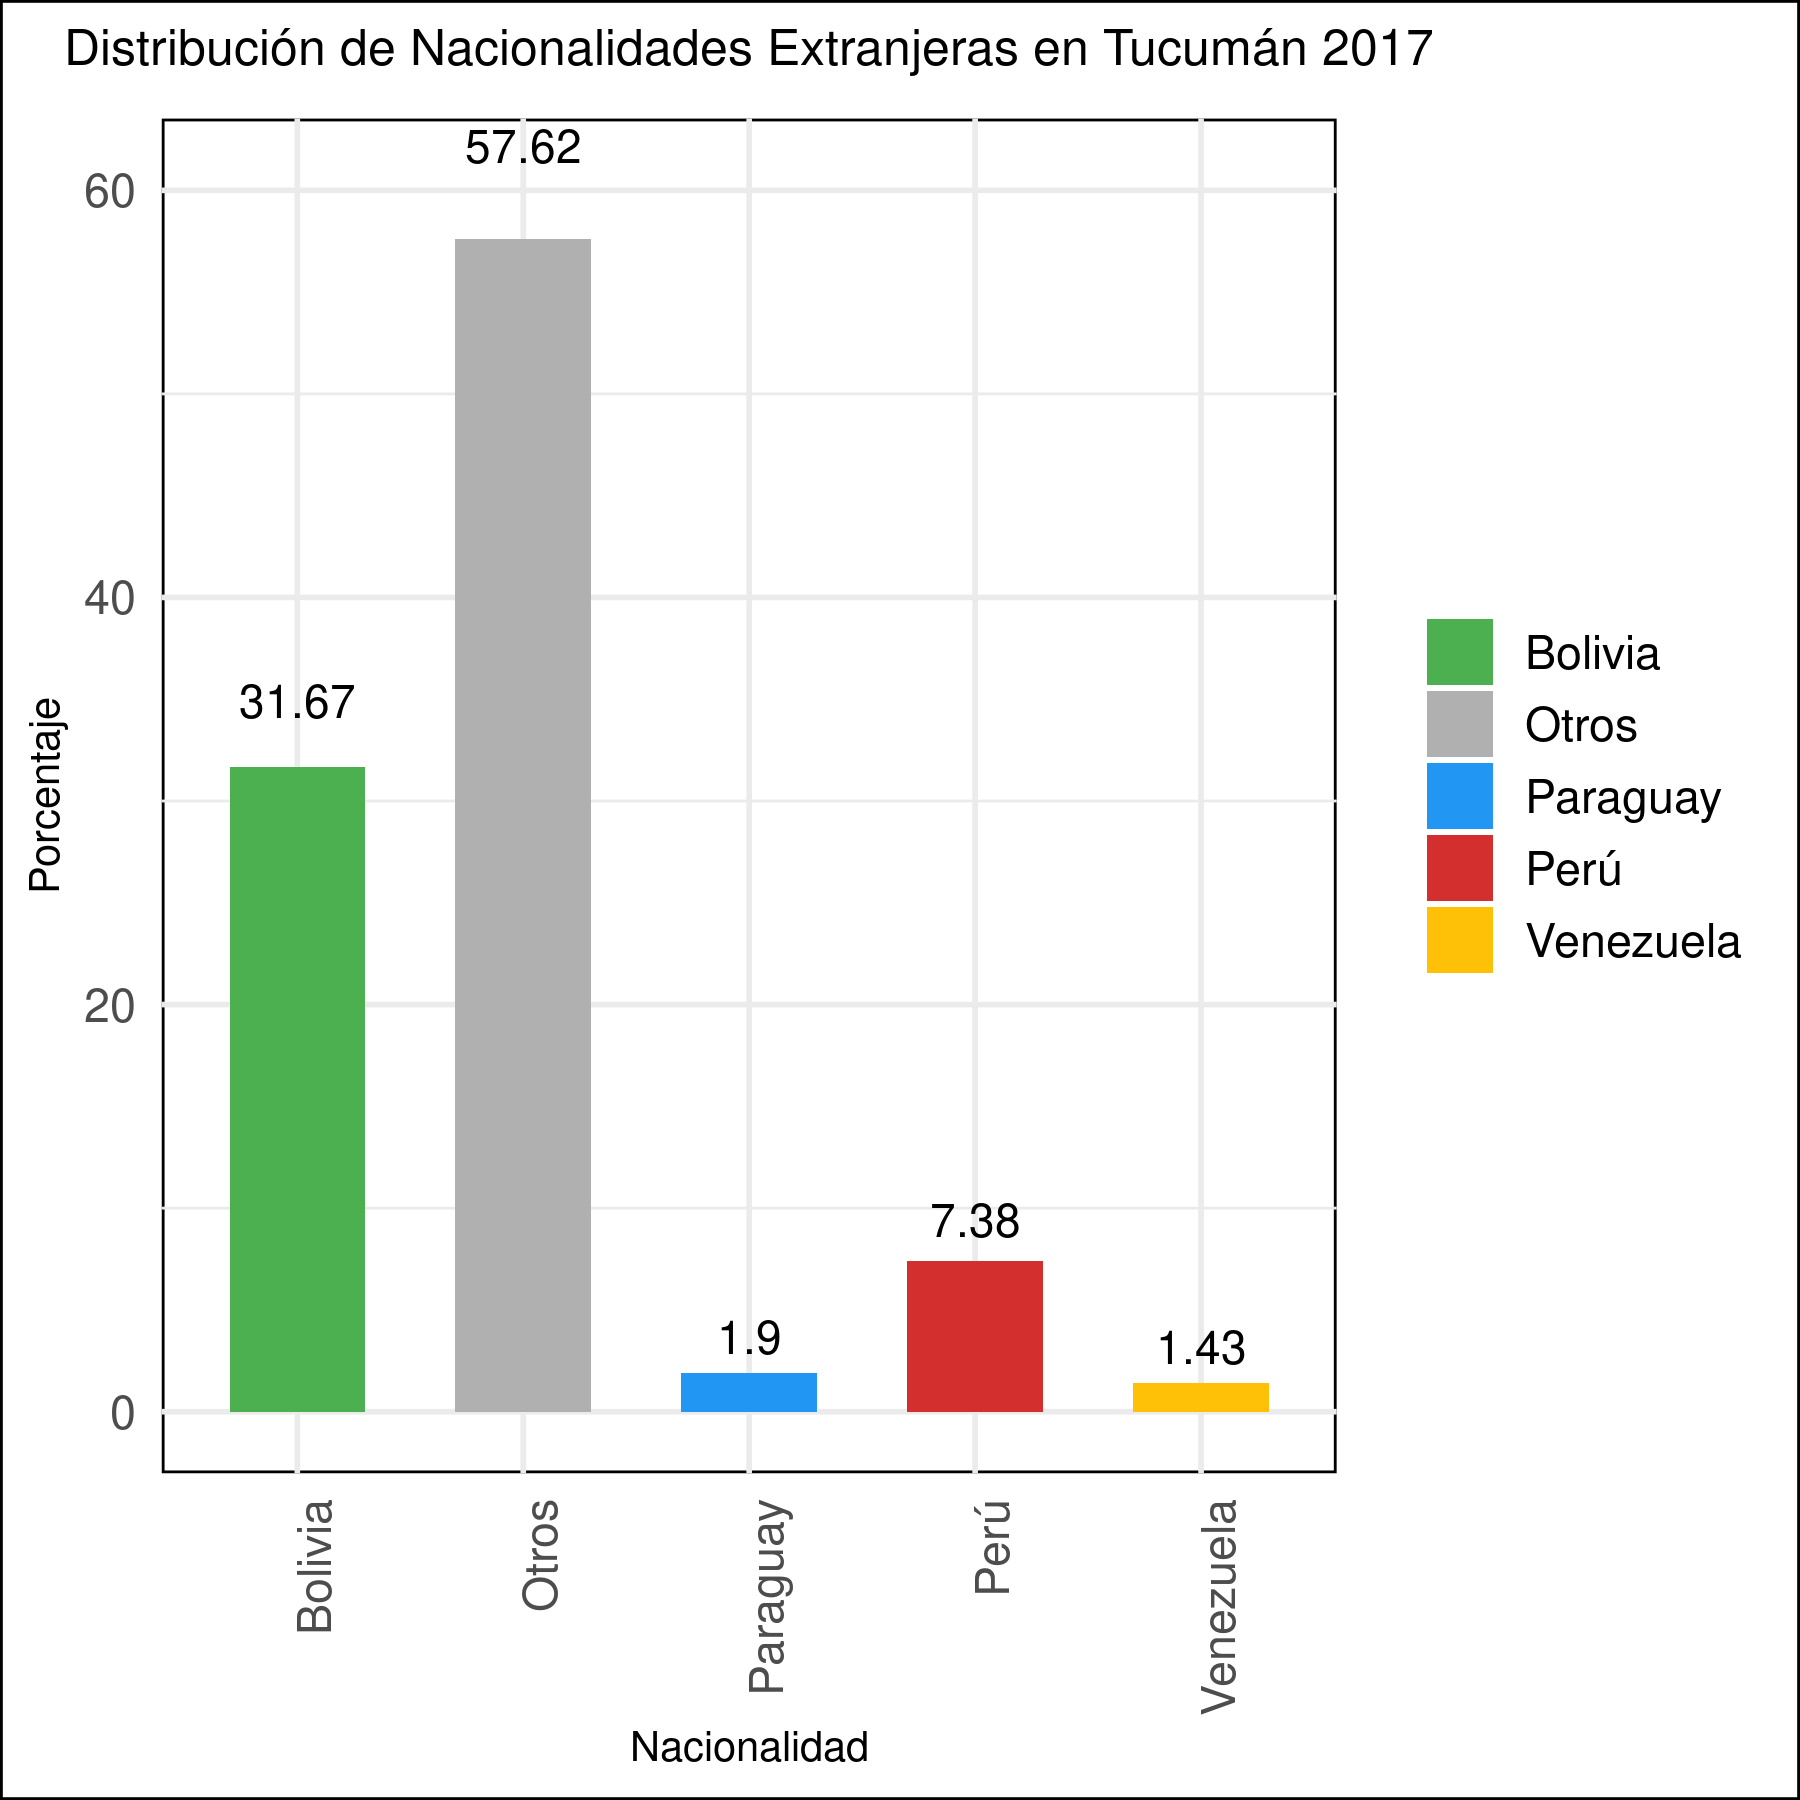 Distribución de Nacionalidades Extranjeras en Tucumán 2017
Porcentaje
60
40
20
0
31.67
57.62
1.9
7.38
1.43
Bolivia
Otros
Paraguay
Perú
Venezuela
Nacionalidad
Bolivia
Otros
Paraguay
Perú
Venezuela